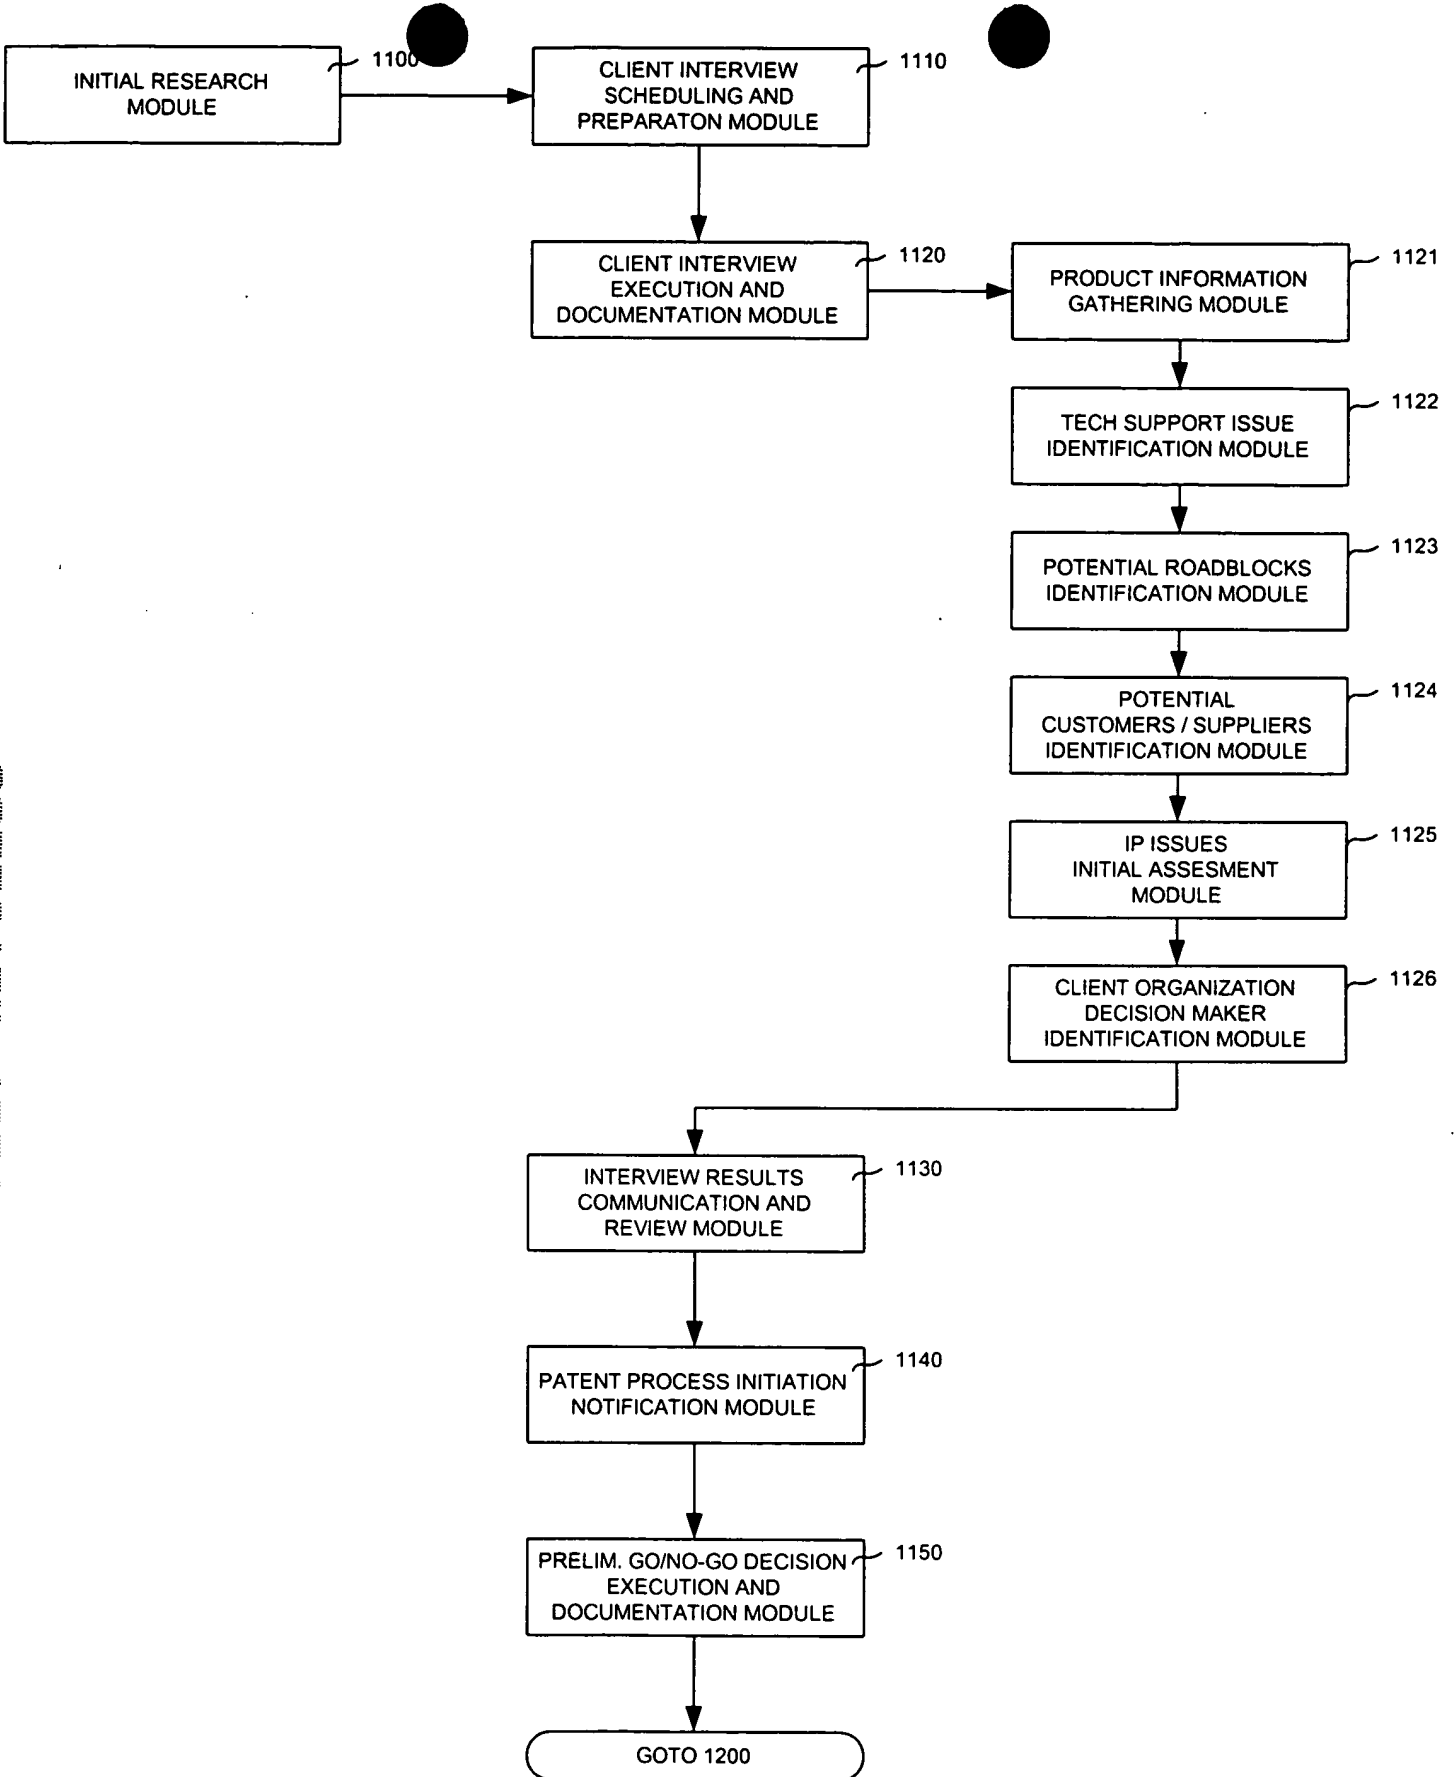 INITIAL RESEARCH
MODULE
1100
CLIENT INTERVIEW
SCHEDULING AND
PREPARATON MODULE
1110
CLIENT INTERVIEW
EXECUTION AND
DOCUMENTATION MODULE
1120
PRODUCT INFORMATION
GATHERING MODULE
1121
TECH SUPPORT ISSUE
IDENTIFICATION MODULE
1122
POTENTIAL ROADBLOCKS
IDENTIFICATION MODULE
1123
POTENTIAL
CUSTOMERS / SUPPLIERS
IDENTIFICATION MODULE
1124
IP ISSUES
INITIAL ASSESMENT
MODULE
1125
CLIENT ORGANIZATION
DECISION MAKER
IDENTIFICATION MODULE
1126
INTERVIEW RESULTS
COMMUNICATION AND
REVIEW MODULE
1130
PATENT PROCESS INITIATION
NOTIFICATION MODULE
1140
PRELIM. GO/NO-GO DECISION
EXECUTION AND
DOCUMENTATION MODULE
1150
GOTO 1200